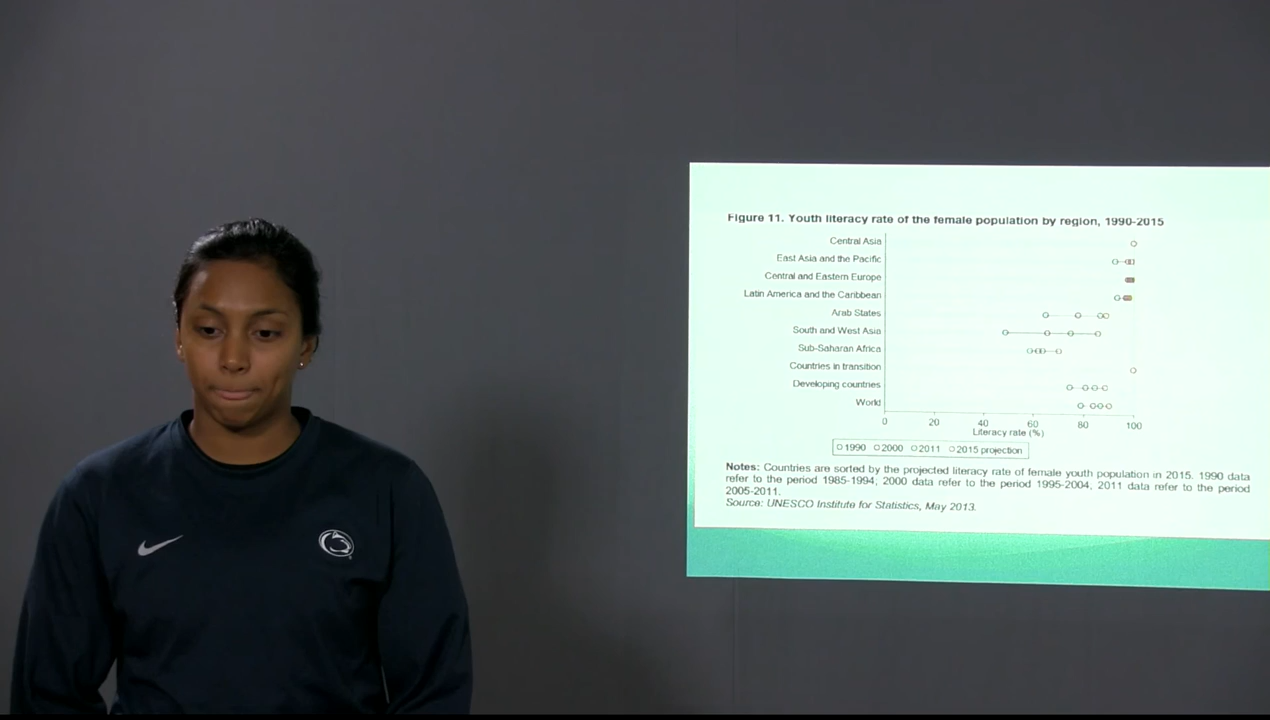 Figure 11. Youth literacy rate of the female population by region, 1990-2015
Central Asia
East Asia and the Pacific
Central and Eastern Europe
Latin America and the Caribbean
Arab States
South and West Asia
Sub-Saharan Africa
Countries in transition
Developing countries
World
0 20 40 60 80 100
Literacy rate (%)
1990 2000 2011 2015 projection
Notes: Countries are sorted by the projected literacy rate of female youth population in 2015. 1990 data
refer to the period 1985-1994; 2000 data refer to the period 1995-2004; 2011 data refer to the period
2005-2011.
Source: UNESCO Institute for Statistics, May 2013.